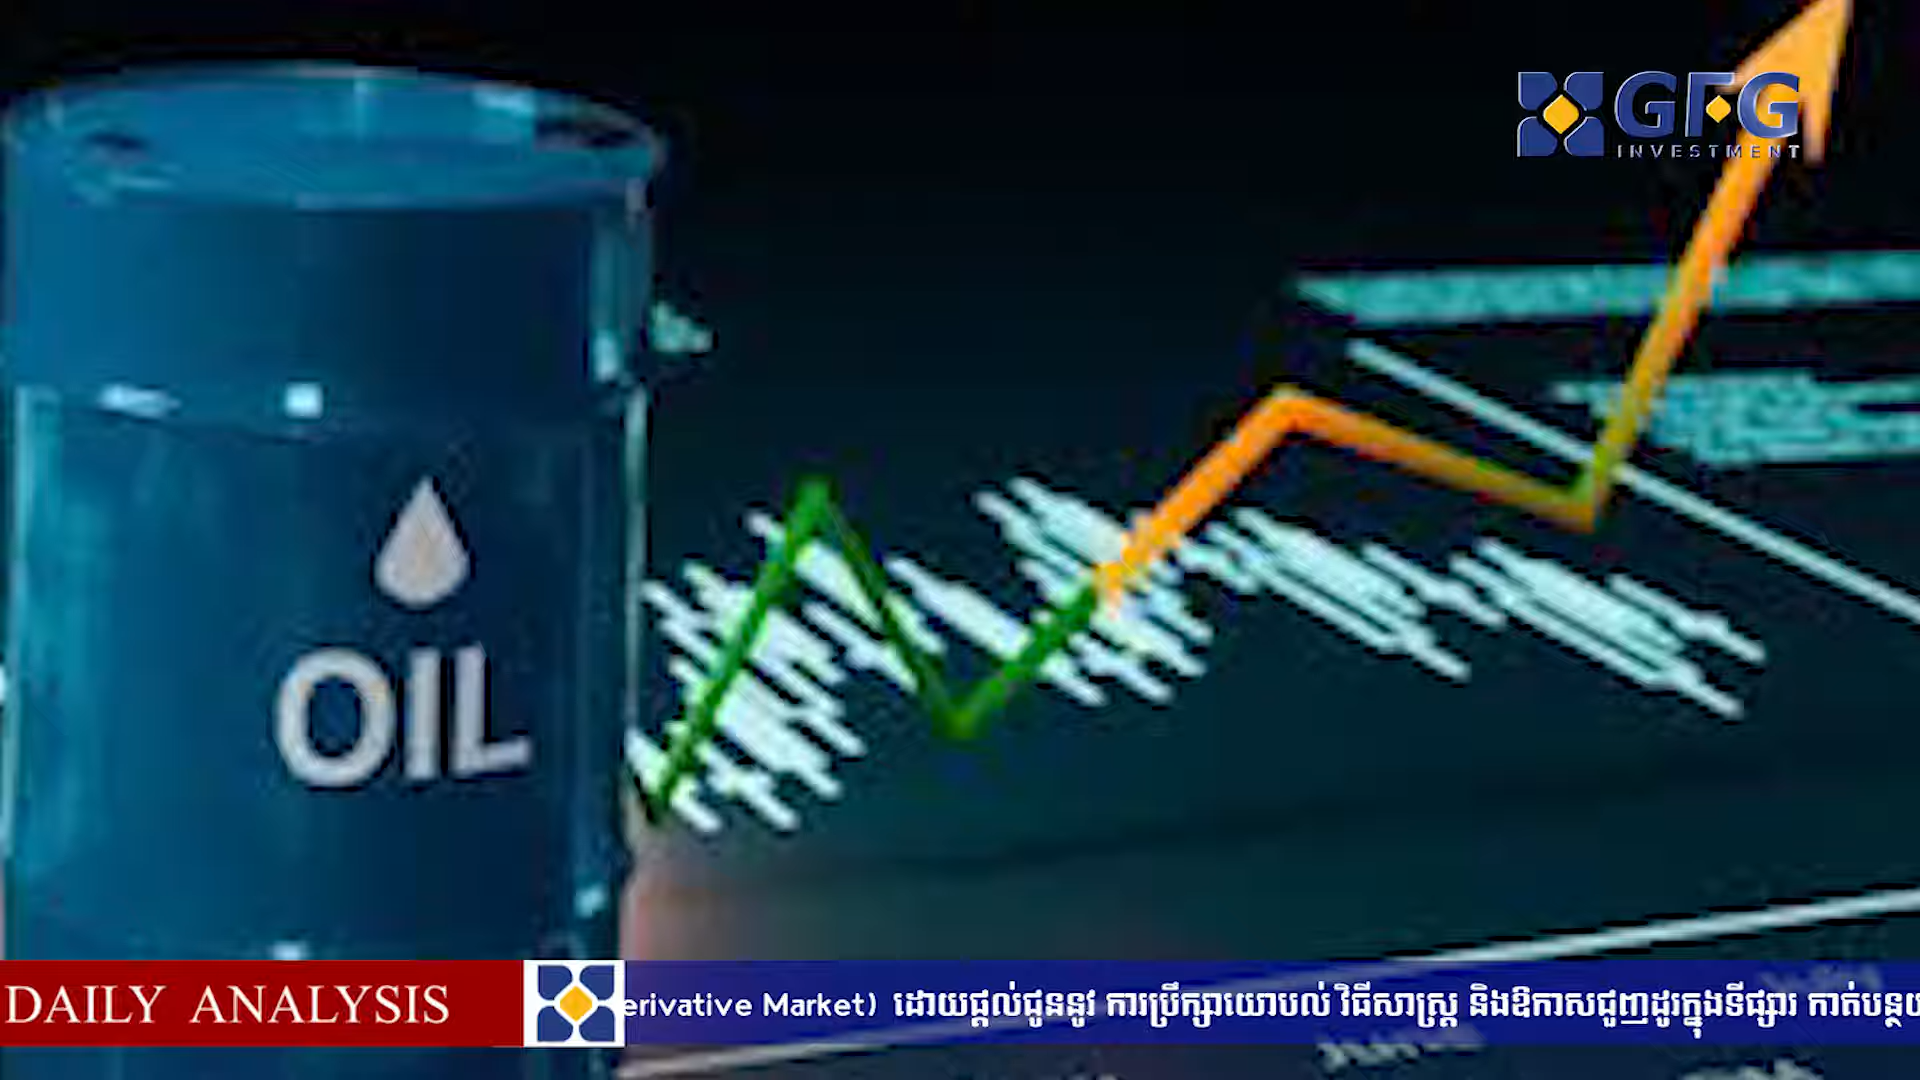 GFG
INVESTMENT
OIL
DAILY ANALYSIS
erivative Market) ដោយផ្តល់ជូននូវ ការប្រឹក្សាយោបល់ វិធីសាស្ត្រ និងឱកាសជួញដូរក្នុងទីផ្សារ កាត់បន្ថយ